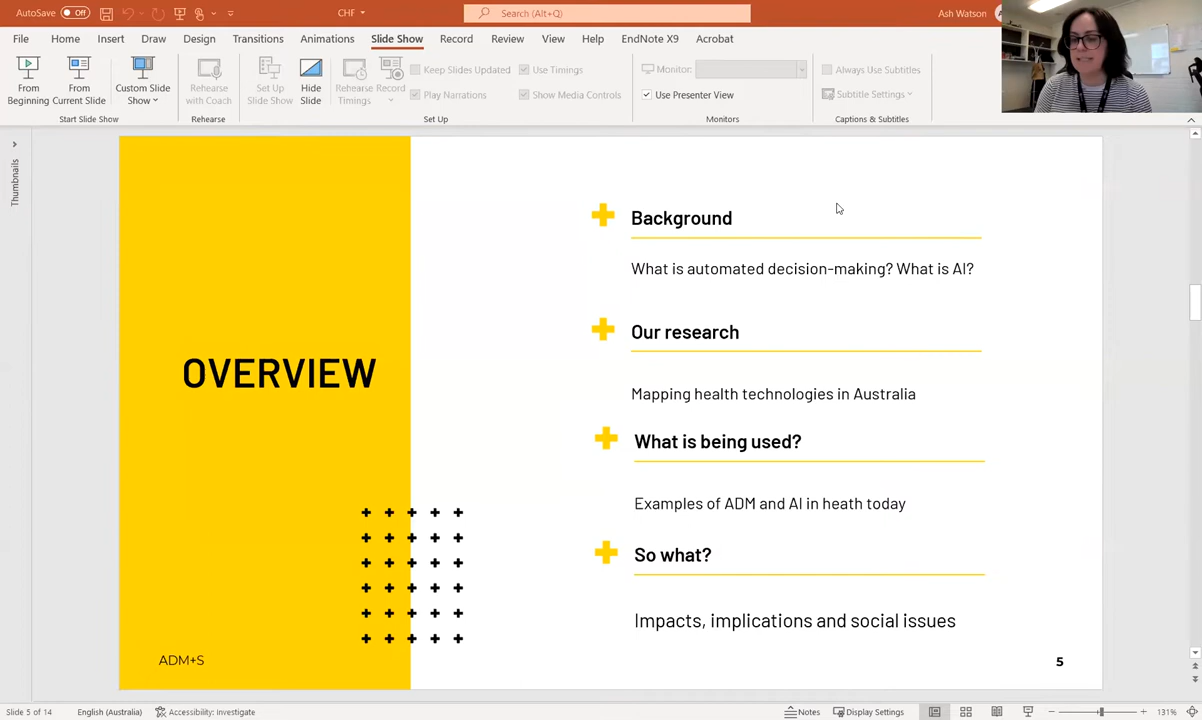 AutoSave Off CHF Search (Alt+Q) Ash Watson
File Home Insert Draw Design Transitions Animations Slide Show Record Review View Help EndNote X9 Acrobat
From Beginning
From Current Slide
Custom Slide Show
Rehearse with Coach
Set Up Slide Show
Hide Slide
Rehearse Timings
Record
Keep Slides Updated
Play Narrations
Use Timings
Show Media Controls
Monitor:
Use Presenter View
Always Use Subtitles
Subtitle Settings
Start Slide Show Rehearse Set Up Monitors Captions & Subtitles
Thumbnails
OVERVIEW
Background
What is automated decision-making? What is AI?
Our research
Mapping health technologies in Australia
What is being used?
Examples of ADM and AI in heath today
So what?
Impacts, implications and social issues
ADM+S
5
Slide 5 of 14 English (Australia) Accessibility: Investigate Notes Display Settings 131%